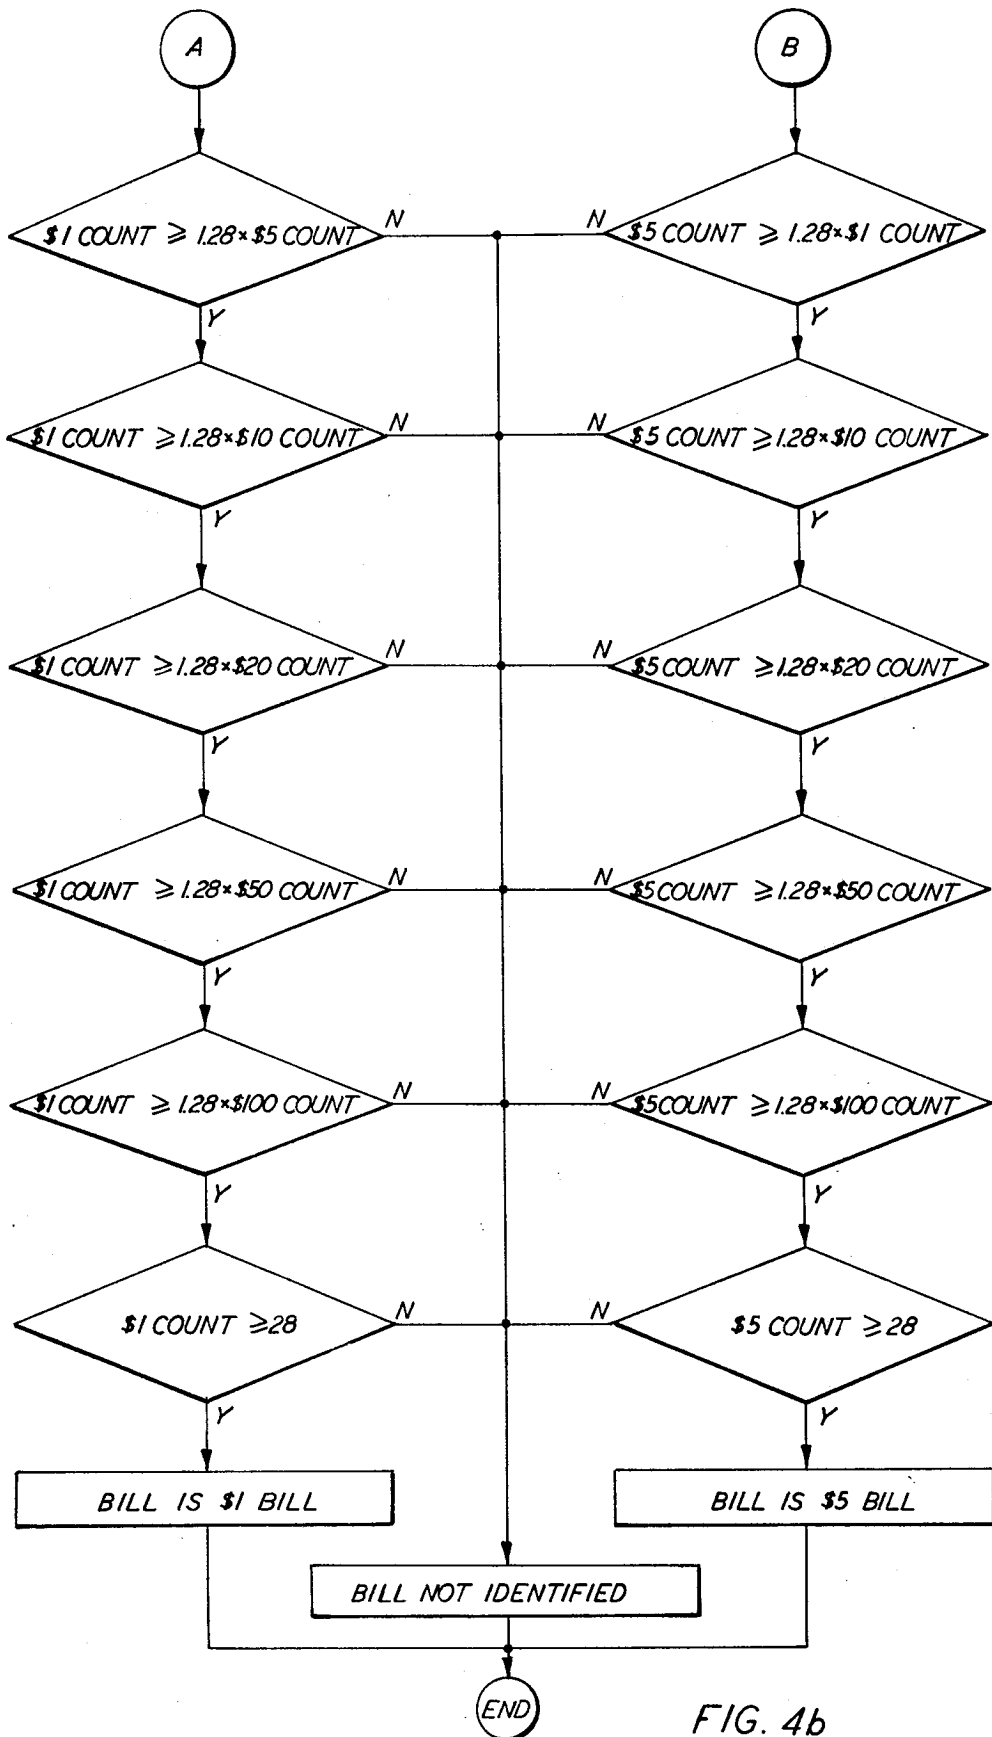 A
B
$1 COUNT ≥ 1.28×$5 COUNT
N
N
$5 COUNT ≥ 1.28×$1 COUNT
Y
Y
$1 COUNT ≥1.28×$10 COUNT
N
N
$5 COUNT ≥1.28×$10 COUNT
Y
Y
$1 COUNT ≥1.28×$20 COUNT
N
N
$5 COUNT ≥1.28×$20 COUNT
Y
Y
$1 COUNT ≥1.28×$50 COUNT
N
N
$5 COUNT ≥1.28×$50 COUNT
Y
Y
$1 COUNT ≥ 1.28×$100 COUNT
N
N
$5 COUNT ≥1.28×$100 COUNT
Y
Y
$1 COUNT ≥28
N
N
$5 COUNT ≥28
Y
Y
BILL IS $1 BILL
BILL IS $5 BILL
BILL NOT IDENTIFIED
END
FIG. 4b